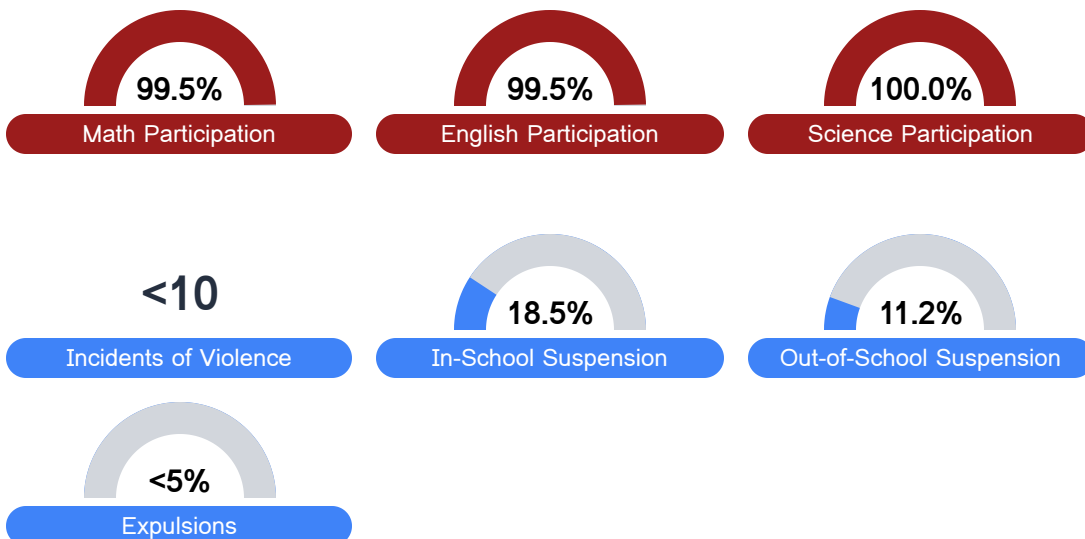 99.5%
Math Participation
99.5%
English Participation
100.0%
Science Participation
<10
Incidents of Violence
18.5%
In-School Suspension
11.2%
Out-of-School Suspension
<5%
Expulsions